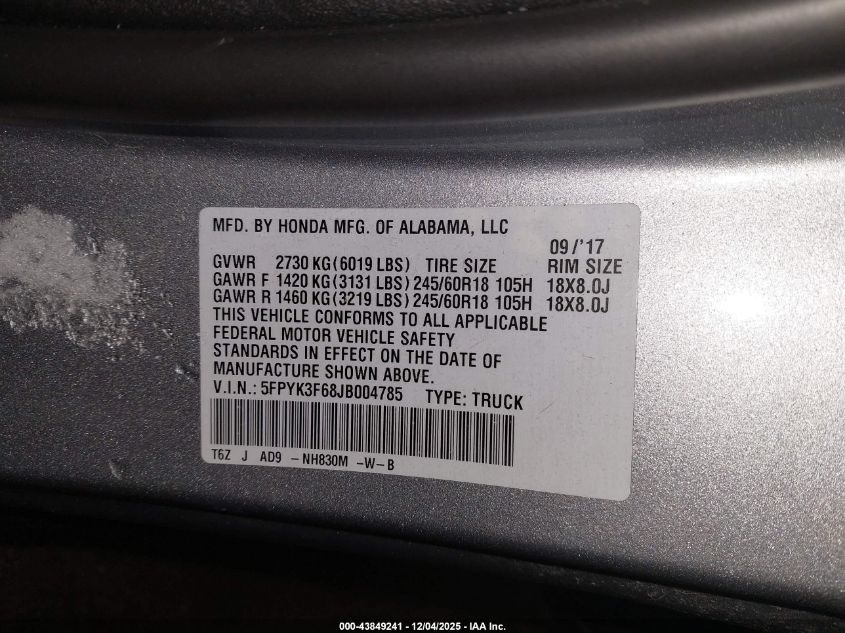 MFD. BY HONDA MFG. OF ALABAMA, LLC
09/'17
GVWR 2730 KG (6019 LBS) TIRE SIZE RIM SIZE
GAWR F 1420 KG (3131 LBS) 245/60R18 105H 18X8.0J
GAWR R 1460 KG (3219 LBS) 245/60R18 105H 18X8.0J
THIS VEHICLE CONFORMS TO ALL APPLICABLE
FEDERAL MOTOR VEHICLE SAFETY
STANDARDS IN EFFECT ON THE DATE OF
MANUFACTURE SHOWN ABOVE.
V.I.N.: 5FPYK3F68JB004785 TYPE: TRUCK
T6Z J AD9 -NH830M -W-B
000-43849241 - 12/04/2025 - IAA Inc.